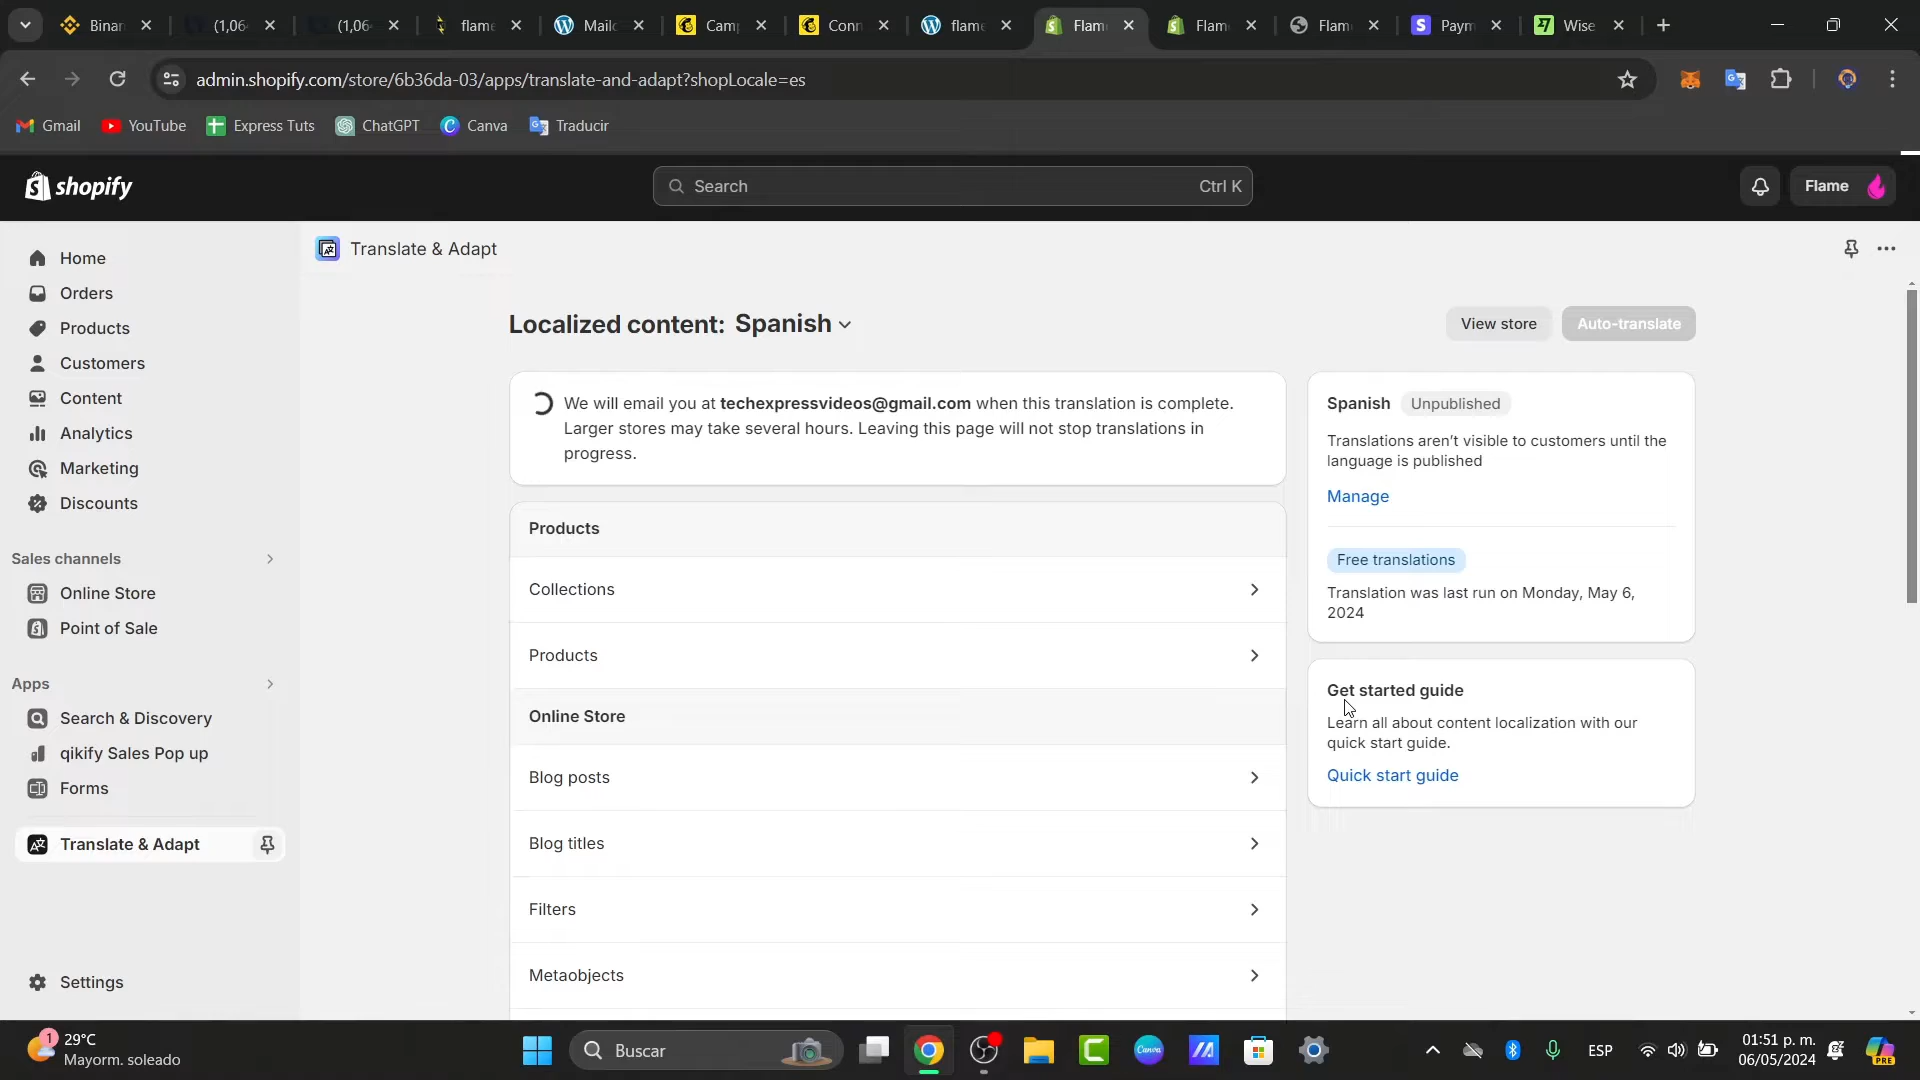 Binan
(1,06
(1,06
flame
Mailc
Camp
Conn
flame
Flam
Flam
Flam
Paym
Wise
admin.shopify.com/store/6b36da-03/apps/translate-and-adapt?shopLocale=es
Gmail
YouTube
Express Tuts
ChatGPT
Canva
Traducir
shopify
Search
Ctrl K
Flame
Home
Orders
Products
Customers
Content
Analytics
Marketing
Discounts
Sales channels
Online Store
Point of Sale
Apps
Search & Discovery
qikify Sales Pop up
Forms
Translate & Adapt
Settings
Translate & Adapt
Localized content: Spanish
View store
Auto-translate
We will email you at techexpressvideos@gmail.com when this translation is complete.
Larger stores may take several hours. Leaving this page will not stop translations in
progress.
Products
Collections
Products
Online Store
Blog posts
Blog titles
Filters
Metaobjects
Spanish Unpublished
Translations aren't visible to customers until the
language is published
Manage
Free translations
Translation was last run on Monday, May 6,
2024
Get started guide
Learn all about content localization with our
quick start guide.
Quick start guide
1
29°C
Mayorm. soleado
Buscar
Canva
ESP
01:51 p. m.
06/05/2024
PRE